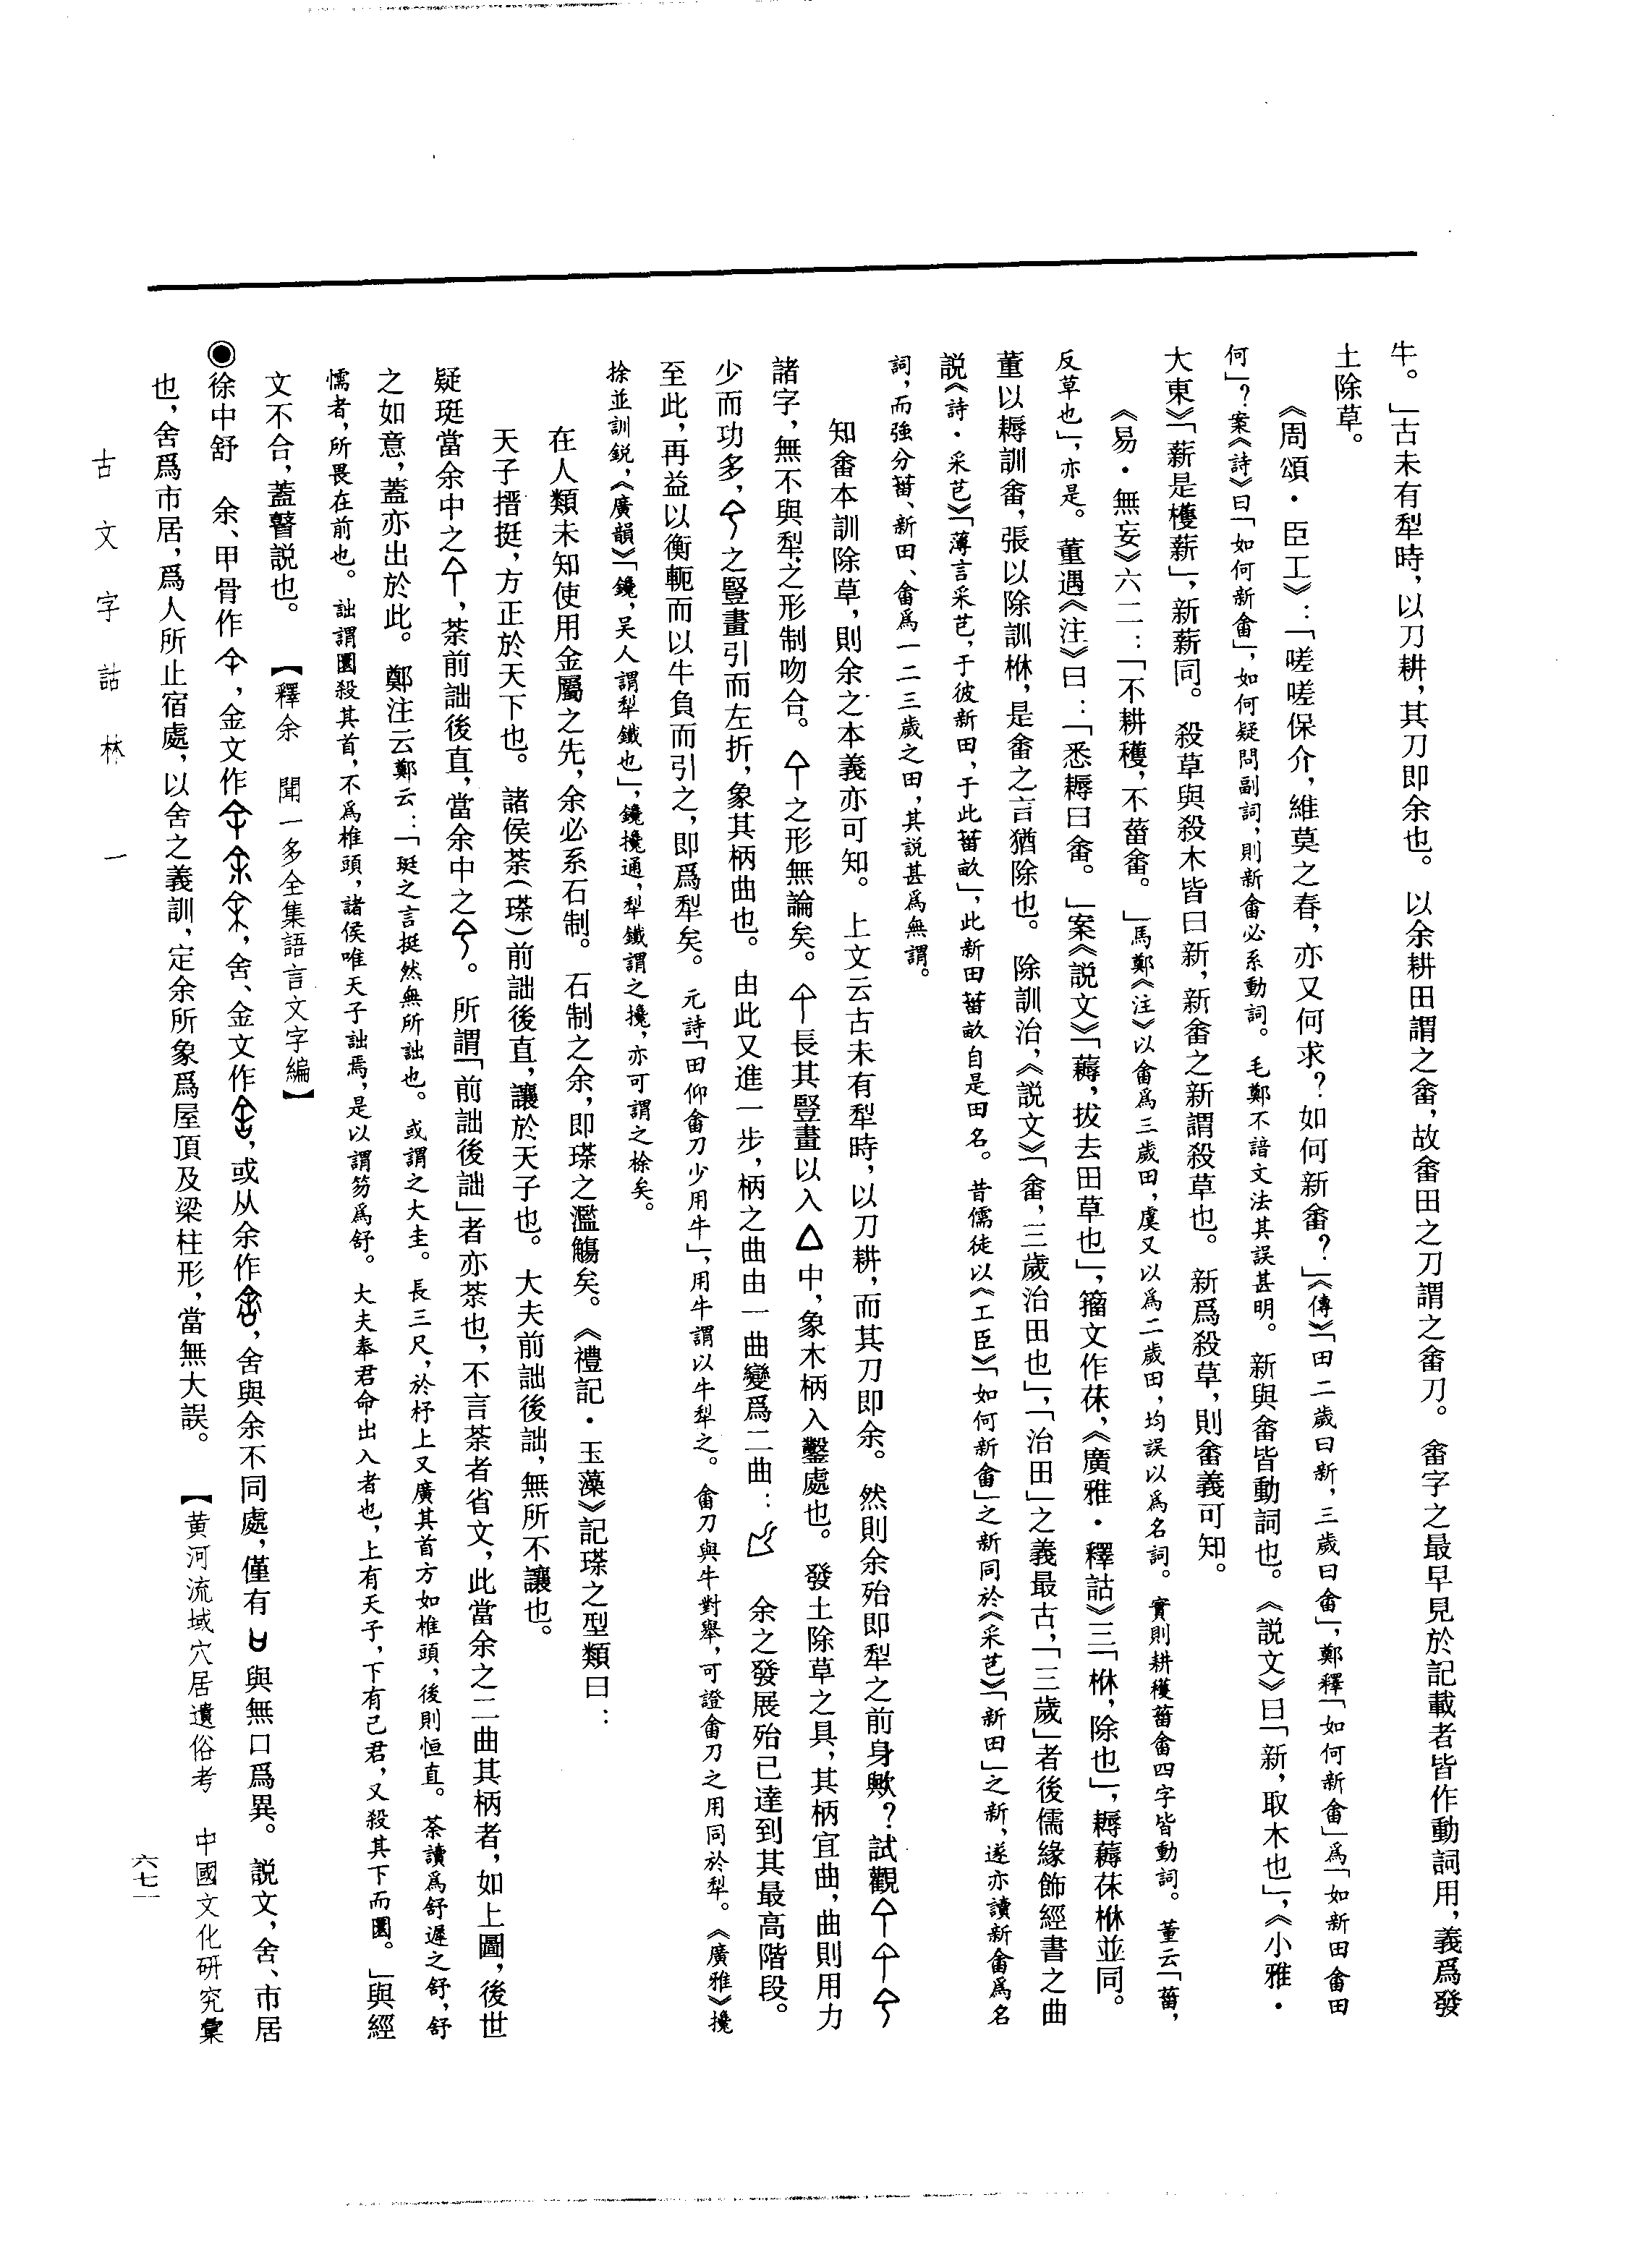 牛。」古未有犁時，以刀耕，其刀即余也。以余耕田謂之畬，故畬田之刀謂之畬刀。畬字之最早見於記載者皆作動詞用，義爲發
土除草。
《周頌・臣工》：「嗟嗟保介，維莫之春，亦又何求？如何新畬？」《傳》「田二歲曰新，三歲曰畬」，鄭釋「如何新畬」爲「如新田畬田
何」？案《詩》曰「如何新畬」，如何疑問副詞，則新畬必系動詞。毛鄭不諳文法其誤甚明。新與畬皆動詞也。《説文》曰「新，取木也」，《小雅・
大東》「薪是穫薪」，新薪同。殺草與殺木皆曰新，新畬之新謂殺草也。新爲殺草，則畬義可知。
《易・無妄》六二：「不耕穫，不菑畬。」馬鄭《注》以畬爲三歲田，虞又以爲二歲田，均誤以爲名詞。實則耕穫菑畬四字皆動詞。董云「菑，
反草也」，亦是。董遇《注》曰：「悉耨曰畬。」案《説文》「薅，拔去田草也」，籀文作茠，《廣雅・釋詁》三「㭒，除也」，耨薅茠㭒並同。
董以耨訓畬，張以除訓㭒，是畬之言猶除也。除訓治，《説文》「畬，三歲治田也」，「治田」之義最古，「三歲」者後儒緣飾經書之曲
説《詩・采芑》「薄言采芑，于彼新田，于此菑畝」，此新田菑畝自是田名。昔儒徒以《工臣》「如何新畬」之新同於《采芑》「新田」之新，遂亦讀新畬爲名
詞，而強分菑、新田、畬爲一二三歲之田，其説甚爲無謂。
知畬本訓除草，則余之本義亦可知。上文云古未有犁時，以刀耕，而其刀即余。然則余殆即犁之前身歟？試觀
諸字，無不與犁之形制吻合。之形無論矣。長其豎畫以入△中，象木柄入鑿處也。發土除草之具，其柄宜曲，曲則用力
少而功多，之豎畫引而左折，象其柄曲也。由此又進一步，柄之曲由一曲變爲二曲：余之發展殆已達到其最高階段。
至此，再益以衡軛而以牛負而引之，即爲犁矣。元詩「田仰畬刀少用牛」，用牛謂以牛犁之。畬刀與牛對舉，可證畬刀之用同於犁。《廣雅》攙
捈並訓鋭，《廣韻》「鑱，吴人謂犁鐵也」，鑱攙通，犁鐵謂之攙，亦可謂之捈矣。
在人類未知使用金屬之先，余必系石制。石制之余，即瑹之濫觴矣。《禮記・玉藻》記瑹之型類曰：
天子搢挺，方正於天下也。諸侯荼（瑹）前詘後直，讓於天子也。大夫前詘後詘，無所不讓也。
疑珽當余中之，荼前詘後直，當余中之。所謂「前詘後詘」者亦荼也，不言荼者省文，此當余之二曲其柄者，如上圖，後世
之如意，蓋亦出於此。鄭注云鄭云：「珽之言挺然無所詘也。或謂之大圭。長三尺，於杼上又廣其首方如椎頭，後則恒直。荼讀爲舒遲之舒，舒
懦者，所畏在前也。詘謂圜殺其首，不爲椎頭，諸侯唯天子詘焉，是以謂笏爲舒。大夫奉君命出入者也，上有天子，下有己君，又殺其下而圜。」與經
文不合，蓋瞽説也。【釋余　聞一多全集語言文字編】
◉徐中舒　余、甲骨作，金文作，舍、金文作，或从余作，舍與余不同處，僅有與無口爲異。説文，舍、市居
也，舍爲市居，爲人所止宿處，以舍之義訓，定余所象爲屋頂及梁柱形，當無大誤。【黄河流域穴居遺俗考　中國文化研究彙
古文字詁林　一
六七一